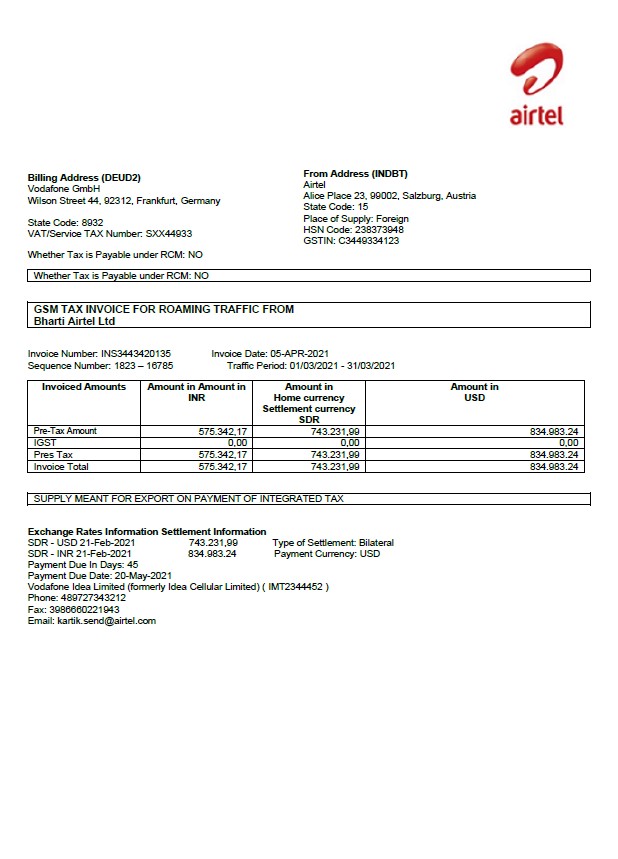 airtel
Billing Address (DEUD2)
Vodafone GmbH
Wilson Street 44, 92312, Frankfurt, Germany
State Code: 8932
VAT/Service TAX Number: SXX44933
Whether Tax is Payable under RCM: NO
From Address (INDBT)
Airtel
Alice Place 23, 99002, Salzburg, Austria
State Code: 15
Place of Supply: Foreign
HSN Code: 238373948
GSTIN: C3449334123
Whether Tax is Payable under RCM: NO
GSM TAX INVOICE FOR ROAMING TRAFFIC FROM
Bharti Airtel Ltd
Invoice Number: INS3443420135 Invoice Date: 05-APR-2021
Sequence Number: 1823 – 16785 Traffic Period: 01/03/2021 - 31/03/2021
Invoiced Amounts Amount in Amount in INR Amount in Home currency Settlement currency SDR Amount in USD
Pre-Tax Amount 575.342,17 743.231,99 834.983.24
IGST 0,00 0,00 0,00
Pres Tax 575.342,17 743.231,99 834.983.24
Invoice Total 575.342,17 743.231,99 834.983.24
SUPPLY MEANT FOR EXPORT ON PAYMENT OF INTEGRATED TAX
Exchange Rates Information Settlement Information
SDR - USD 21-Feb-2021 743.231,99 Type of Settlement: Bilateral
SDR - INR 21-Feb-2021 834.983.24 Payment Currency: USD
Payment Due In Days: 45
Payment Due Date: 20-May-2021
Vodafone Idea Limited (formerly Idea Cellular Limited) ( IMT2344452 )
Phone: 489727343212
Fax: 3986660221943
Email: kartik.send@airtel.com